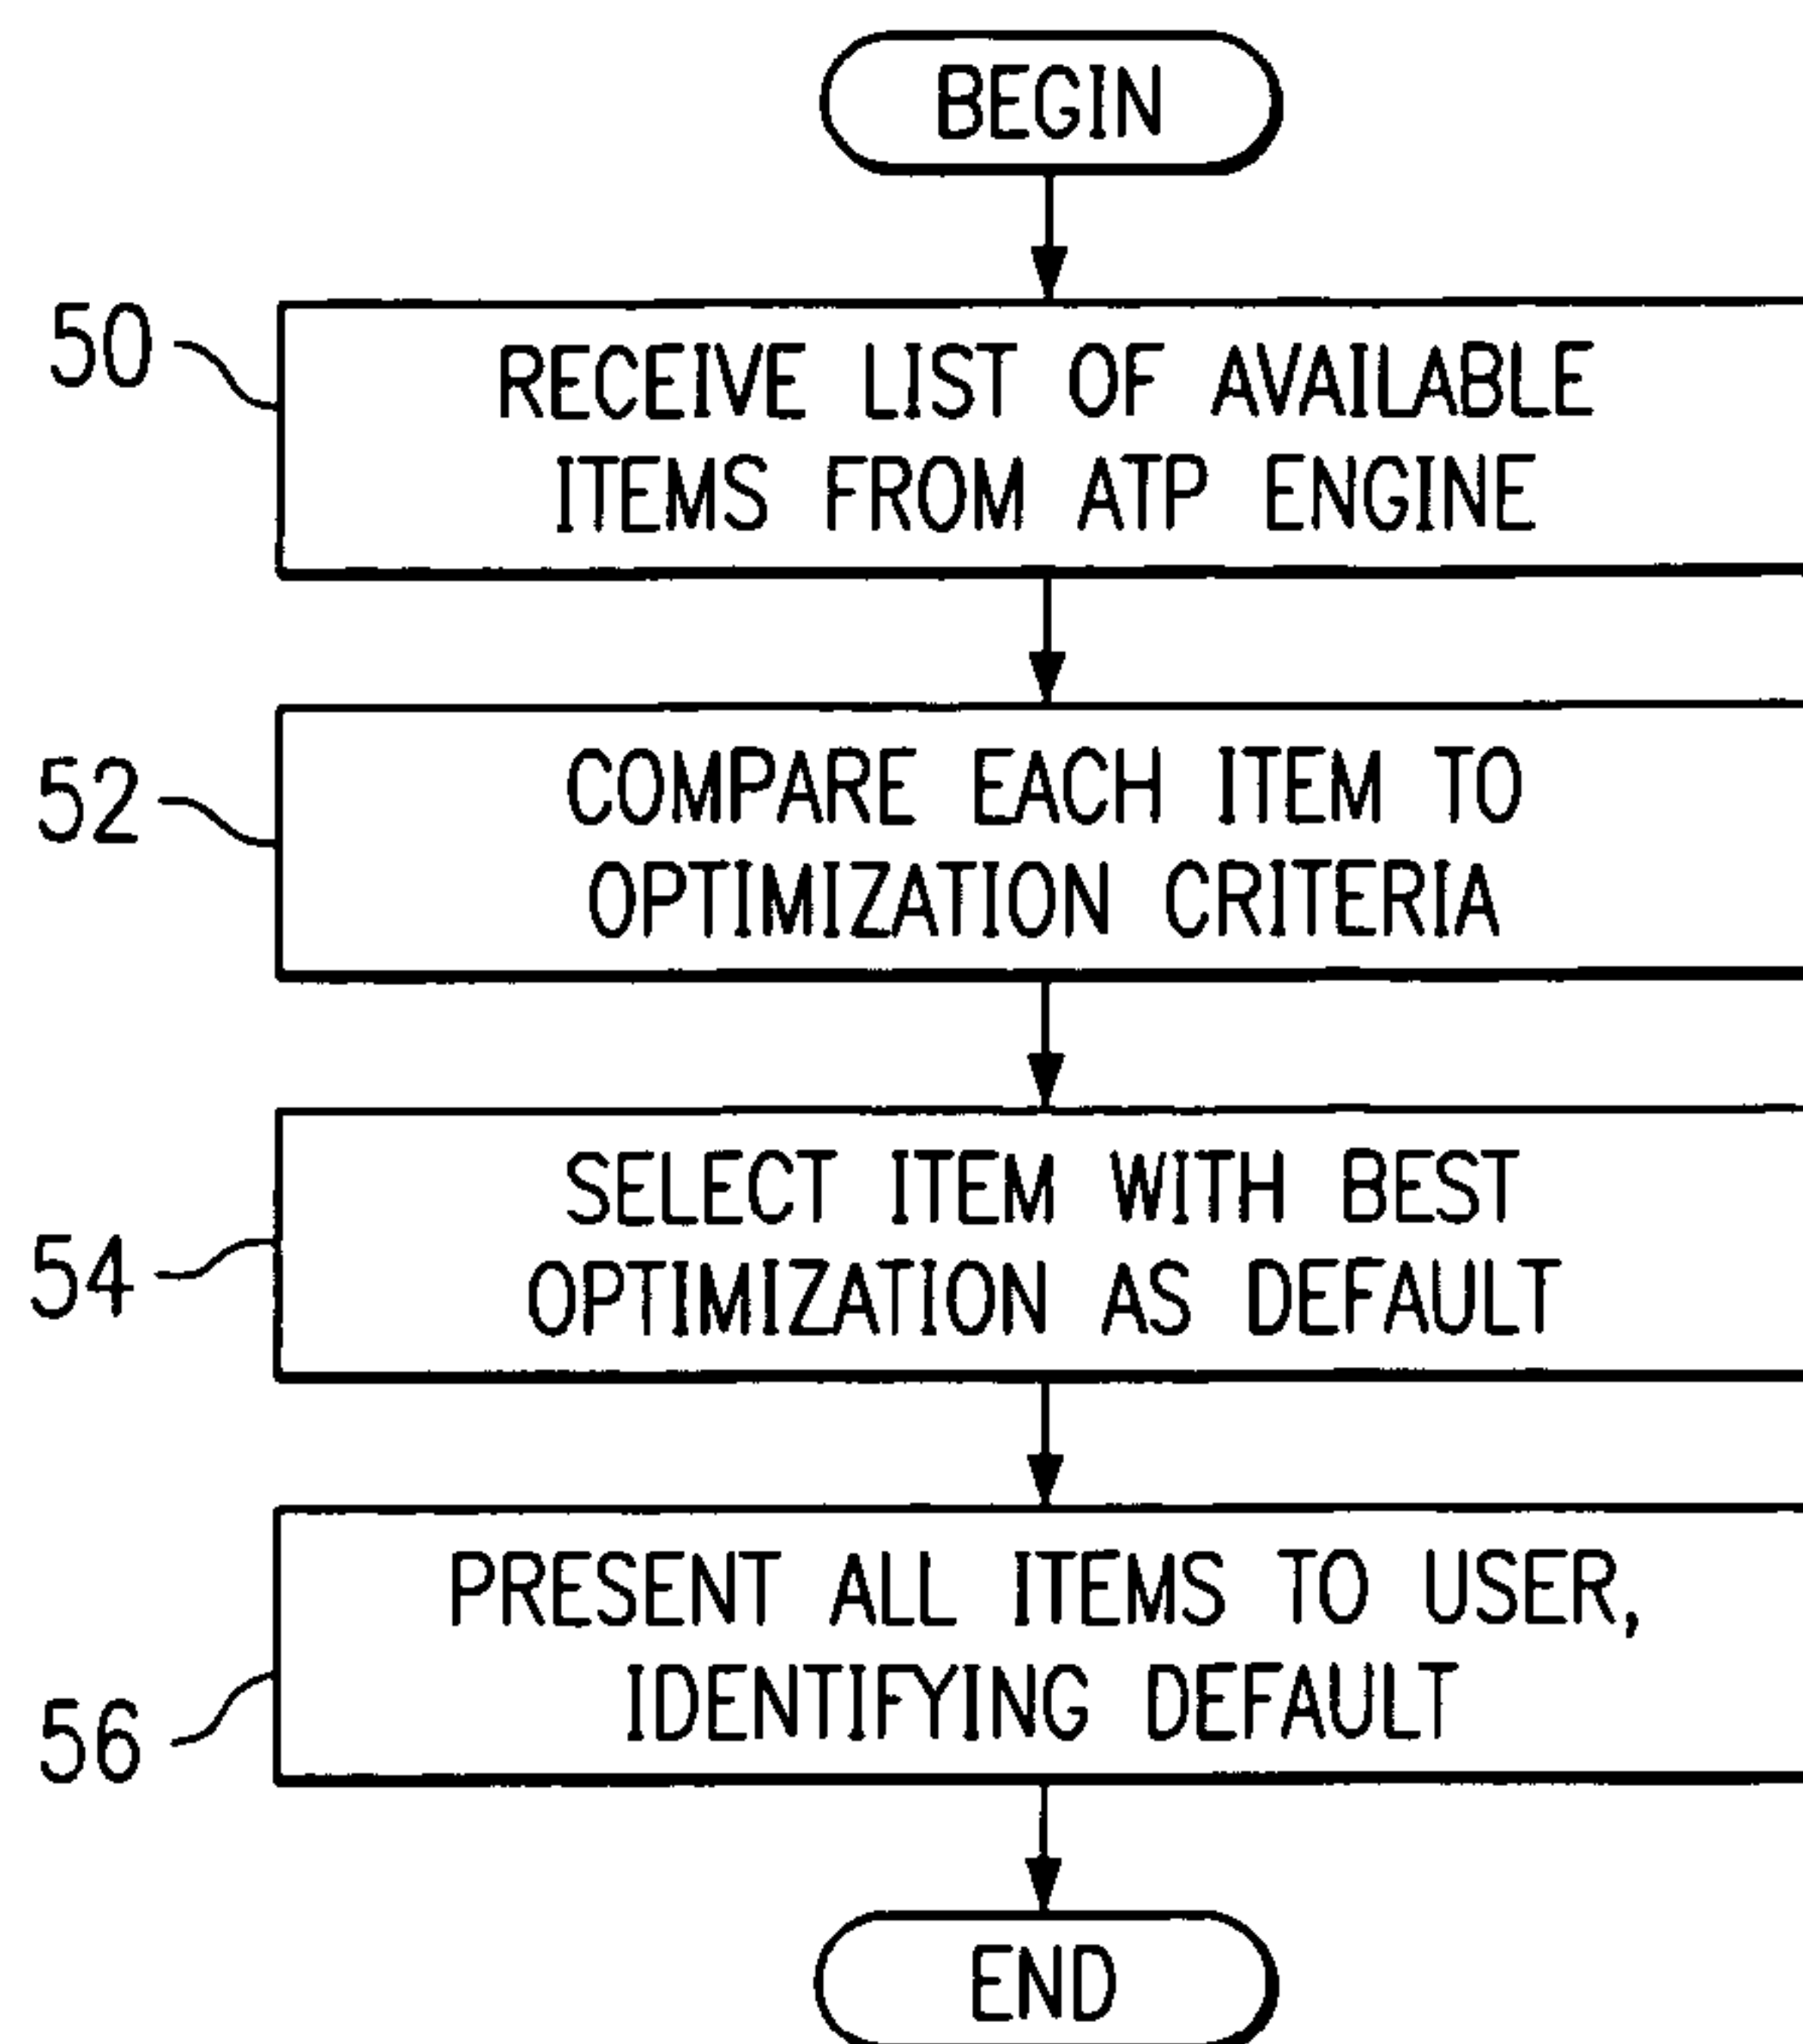 BEGIN
50
RECEIVE LIST OF AVAILABLE
ITEMS FROM ATP ENGINE
52
COMPARE EACH ITEM TO
OPTIMIZATION CRITERIA
54
SELECT ITEM WITH BEST
OPTIMIZATION AS DEFAULT
56
PRESENT ALL ITEMS TO USER,
IDENTIFYING DEFAULT
END